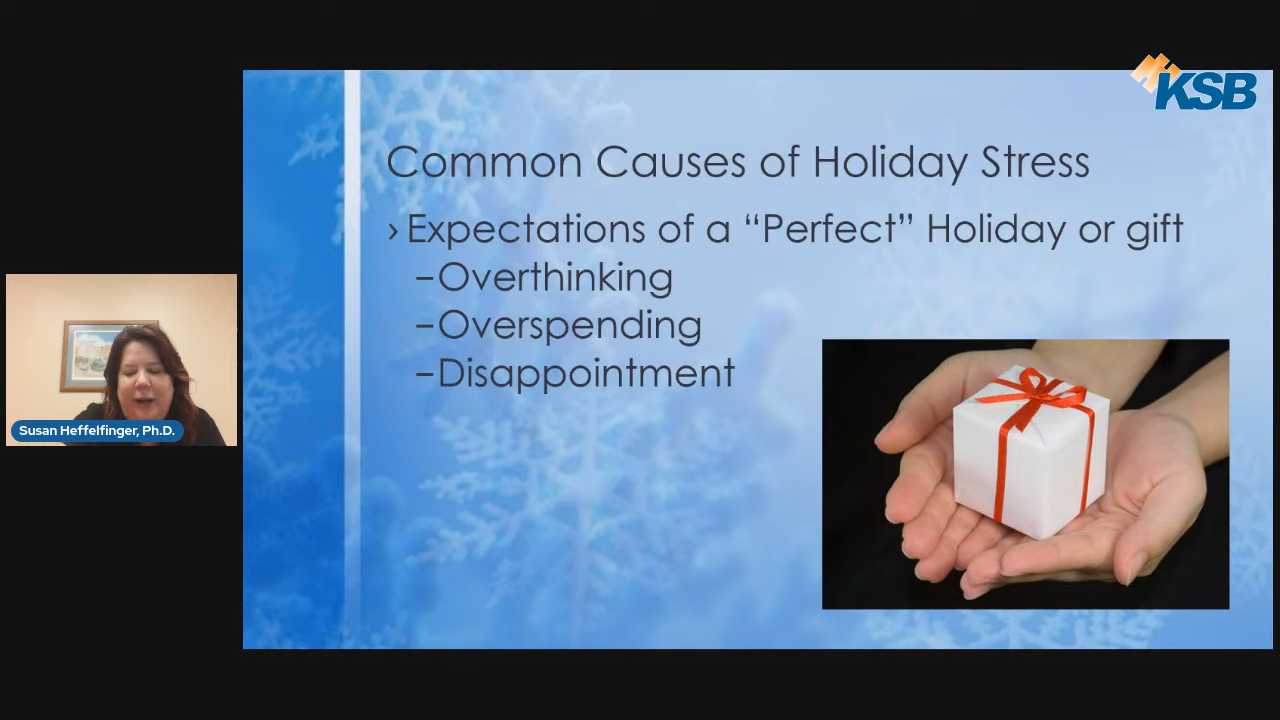 KSB
Common Causes of Holiday Stress
› Expectations of a “Perfect” Holiday or gift
–Overthinking
–Overspending
–Disappointment
Susan Heffelfinger, Ph.D.